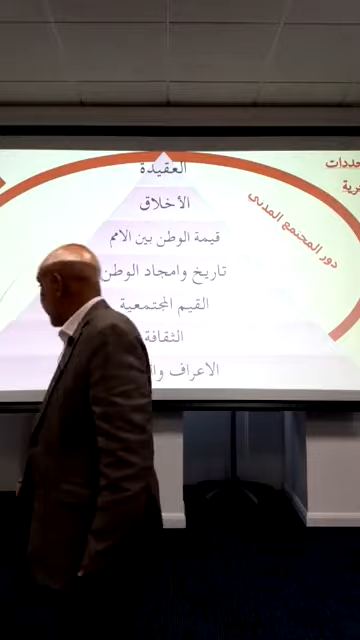 العقيدة
الأخلاق
قيمة الوطن بين الامم
تاريخ وامجاد الوطن
القيم المجتمعية
الثقافة
الاعراف
دور المجتمع المدني